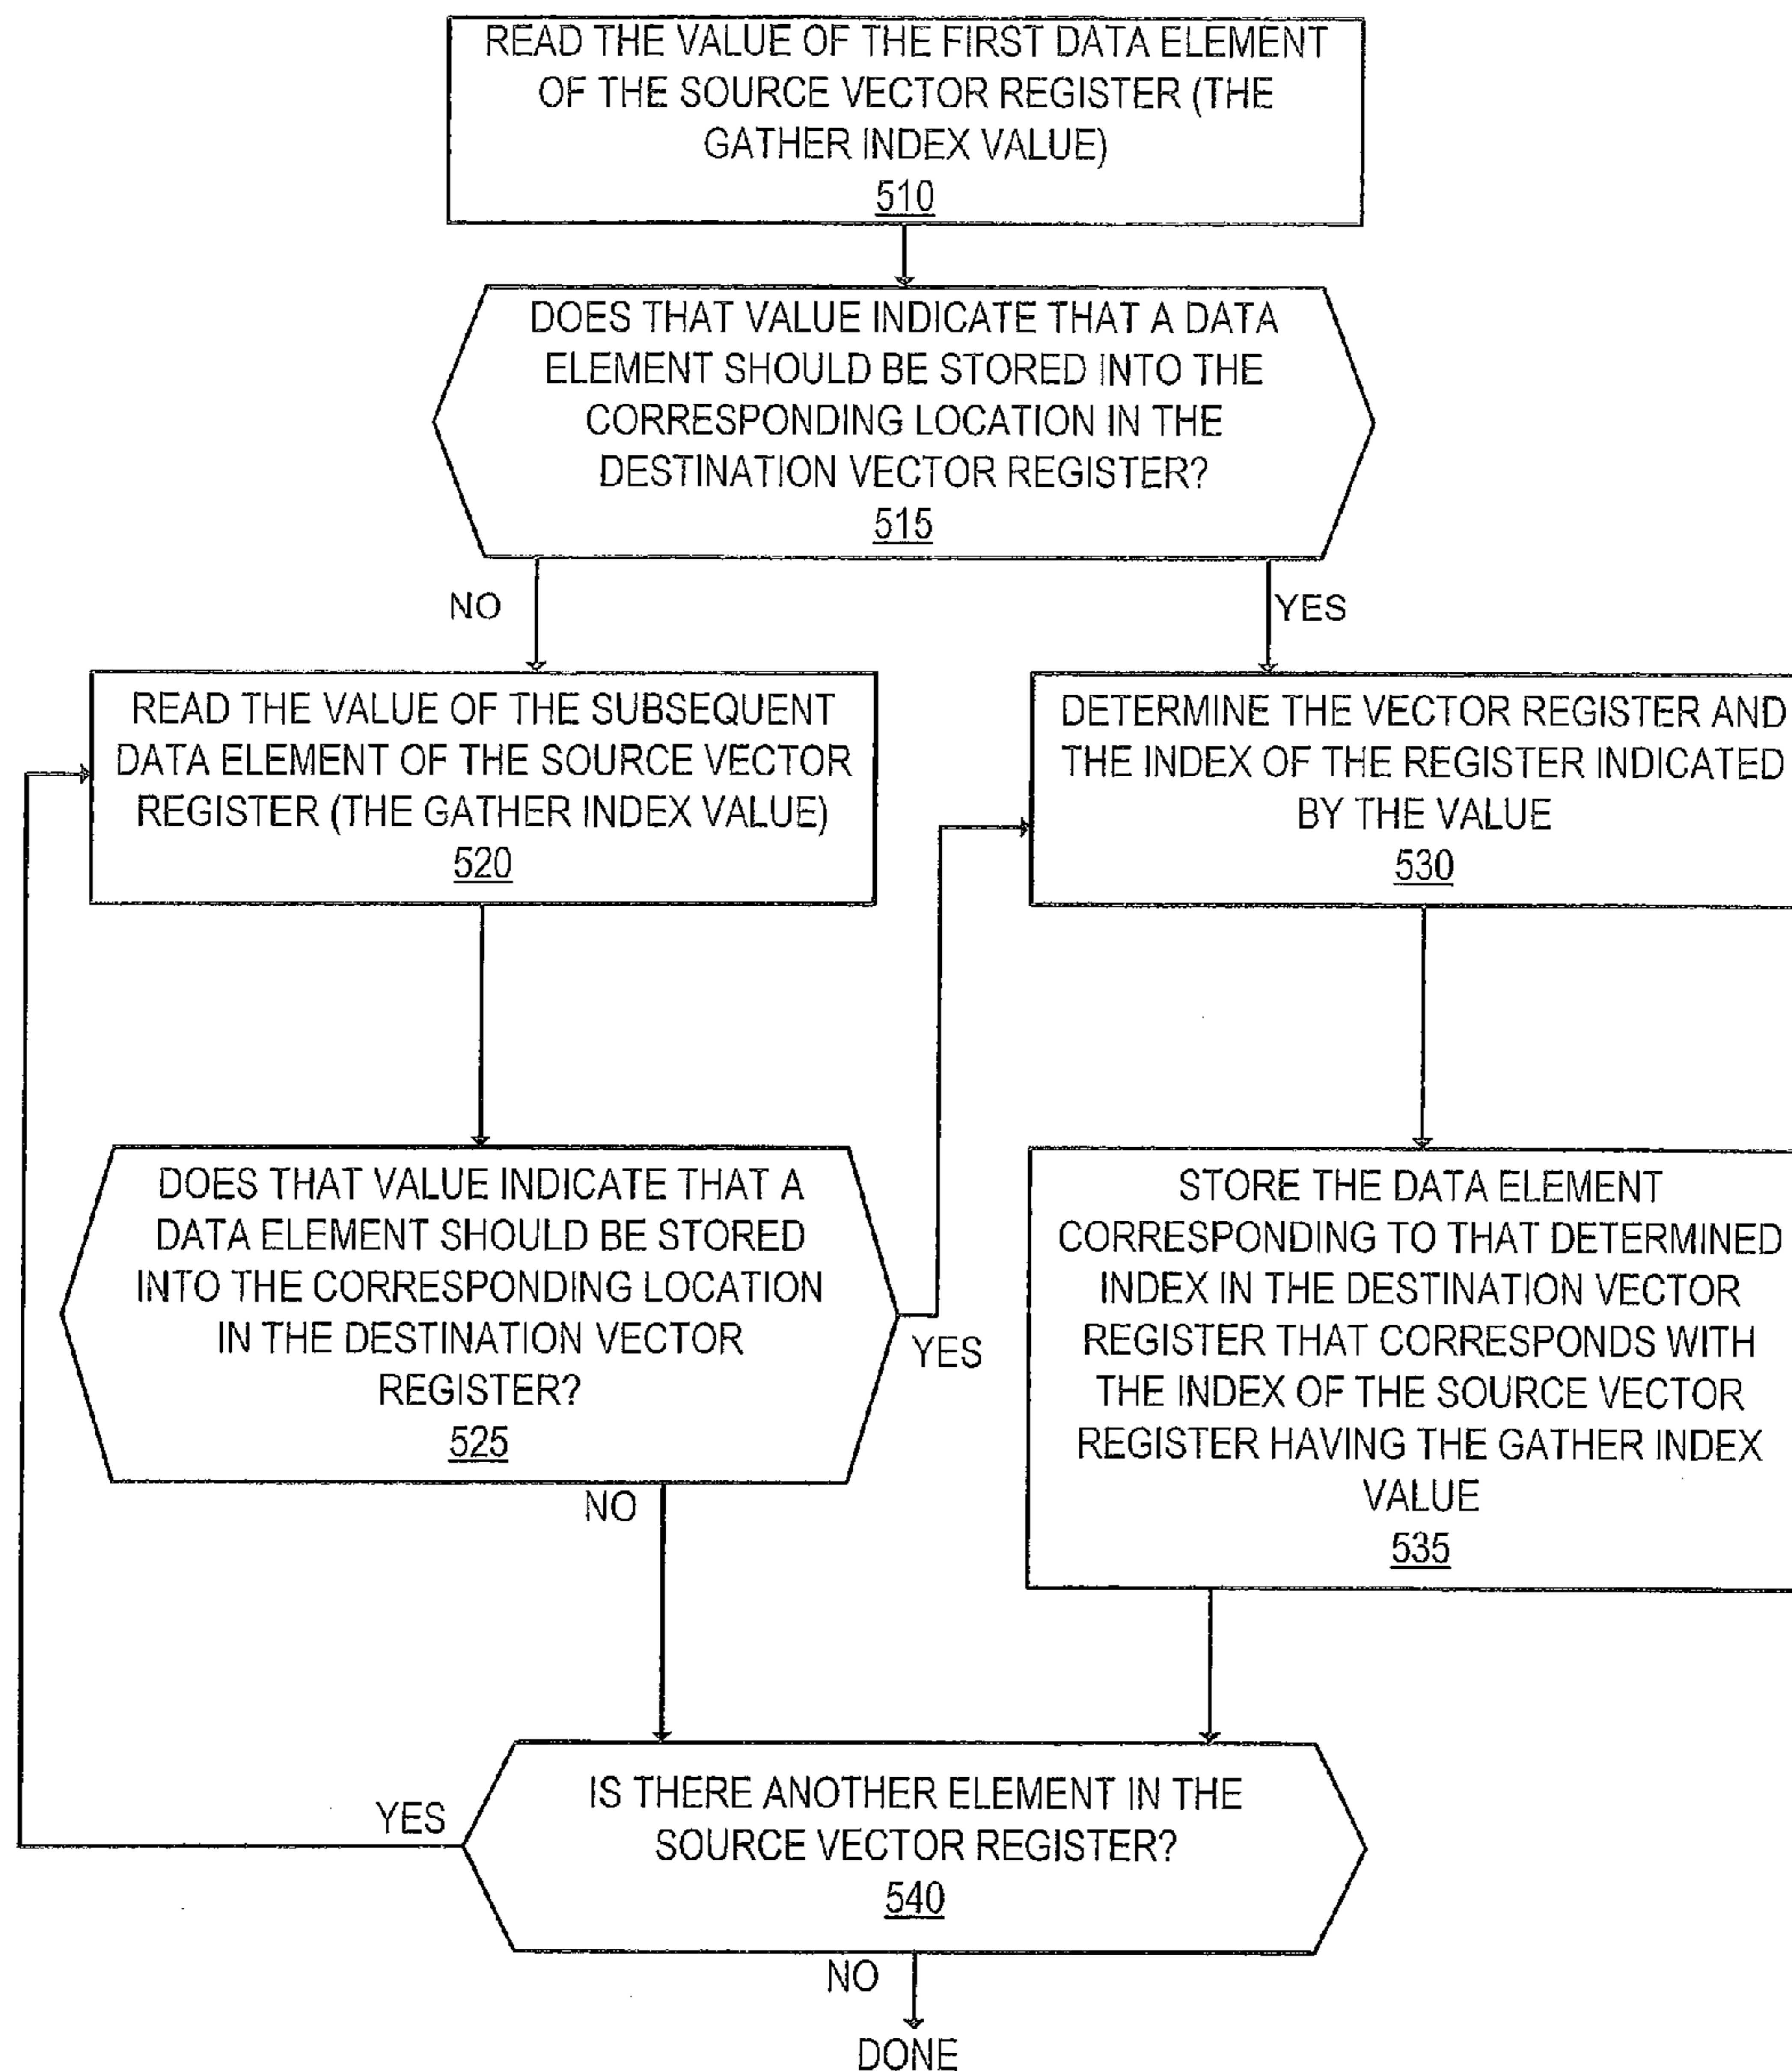 READ THE VALUE OF THE FIRST DATA ELEMENT
OF THE SOURCE VECTOR REGISTER (THE
GATHER INDEX VALUE)
510
DOES THAT VALUE INDICATE THAT A DATA
ELEMENT SHOULD BE STORED INTO THE
CORRESPONDING LOCATION IN THE
DESTINATION VECTOR REGISTER?
515
NO
YES
READ THE VALUE OF THE SUBSEQUENT
DATA ELEMENT OF THE SOURCE VECTOR
REGISTER (THE GATHER INDEX VALUE)
520
DETERMINE THE VECTOR REGISTER AND
THE INDEX OF THE REGISTER INDICATED
BY THE VALUE
530
DOES THAT VALUE INDICATE THAT A
DATA ELEMENT SHOULD BE STORED
INTO THE CORRESPONDING LOCATION
IN THE DESTINATION VECTOR
REGISTER?
525
YES
NO
STORE THE DATA ELEMENT
CORRESPONDING TO THAT DETERMINED
INDEX IN THE DESTINATION VECTOR
REGISTER THAT CORRESPONDS WITH
THE INDEX OF THE SOURCE VECTOR
REGISTER HAVING THE GATHER INDEX
VALUE
535
YES
IS THERE ANOTHER ELEMENT IN THE
SOURCE VECTOR REGISTER?
540
NO
DONE